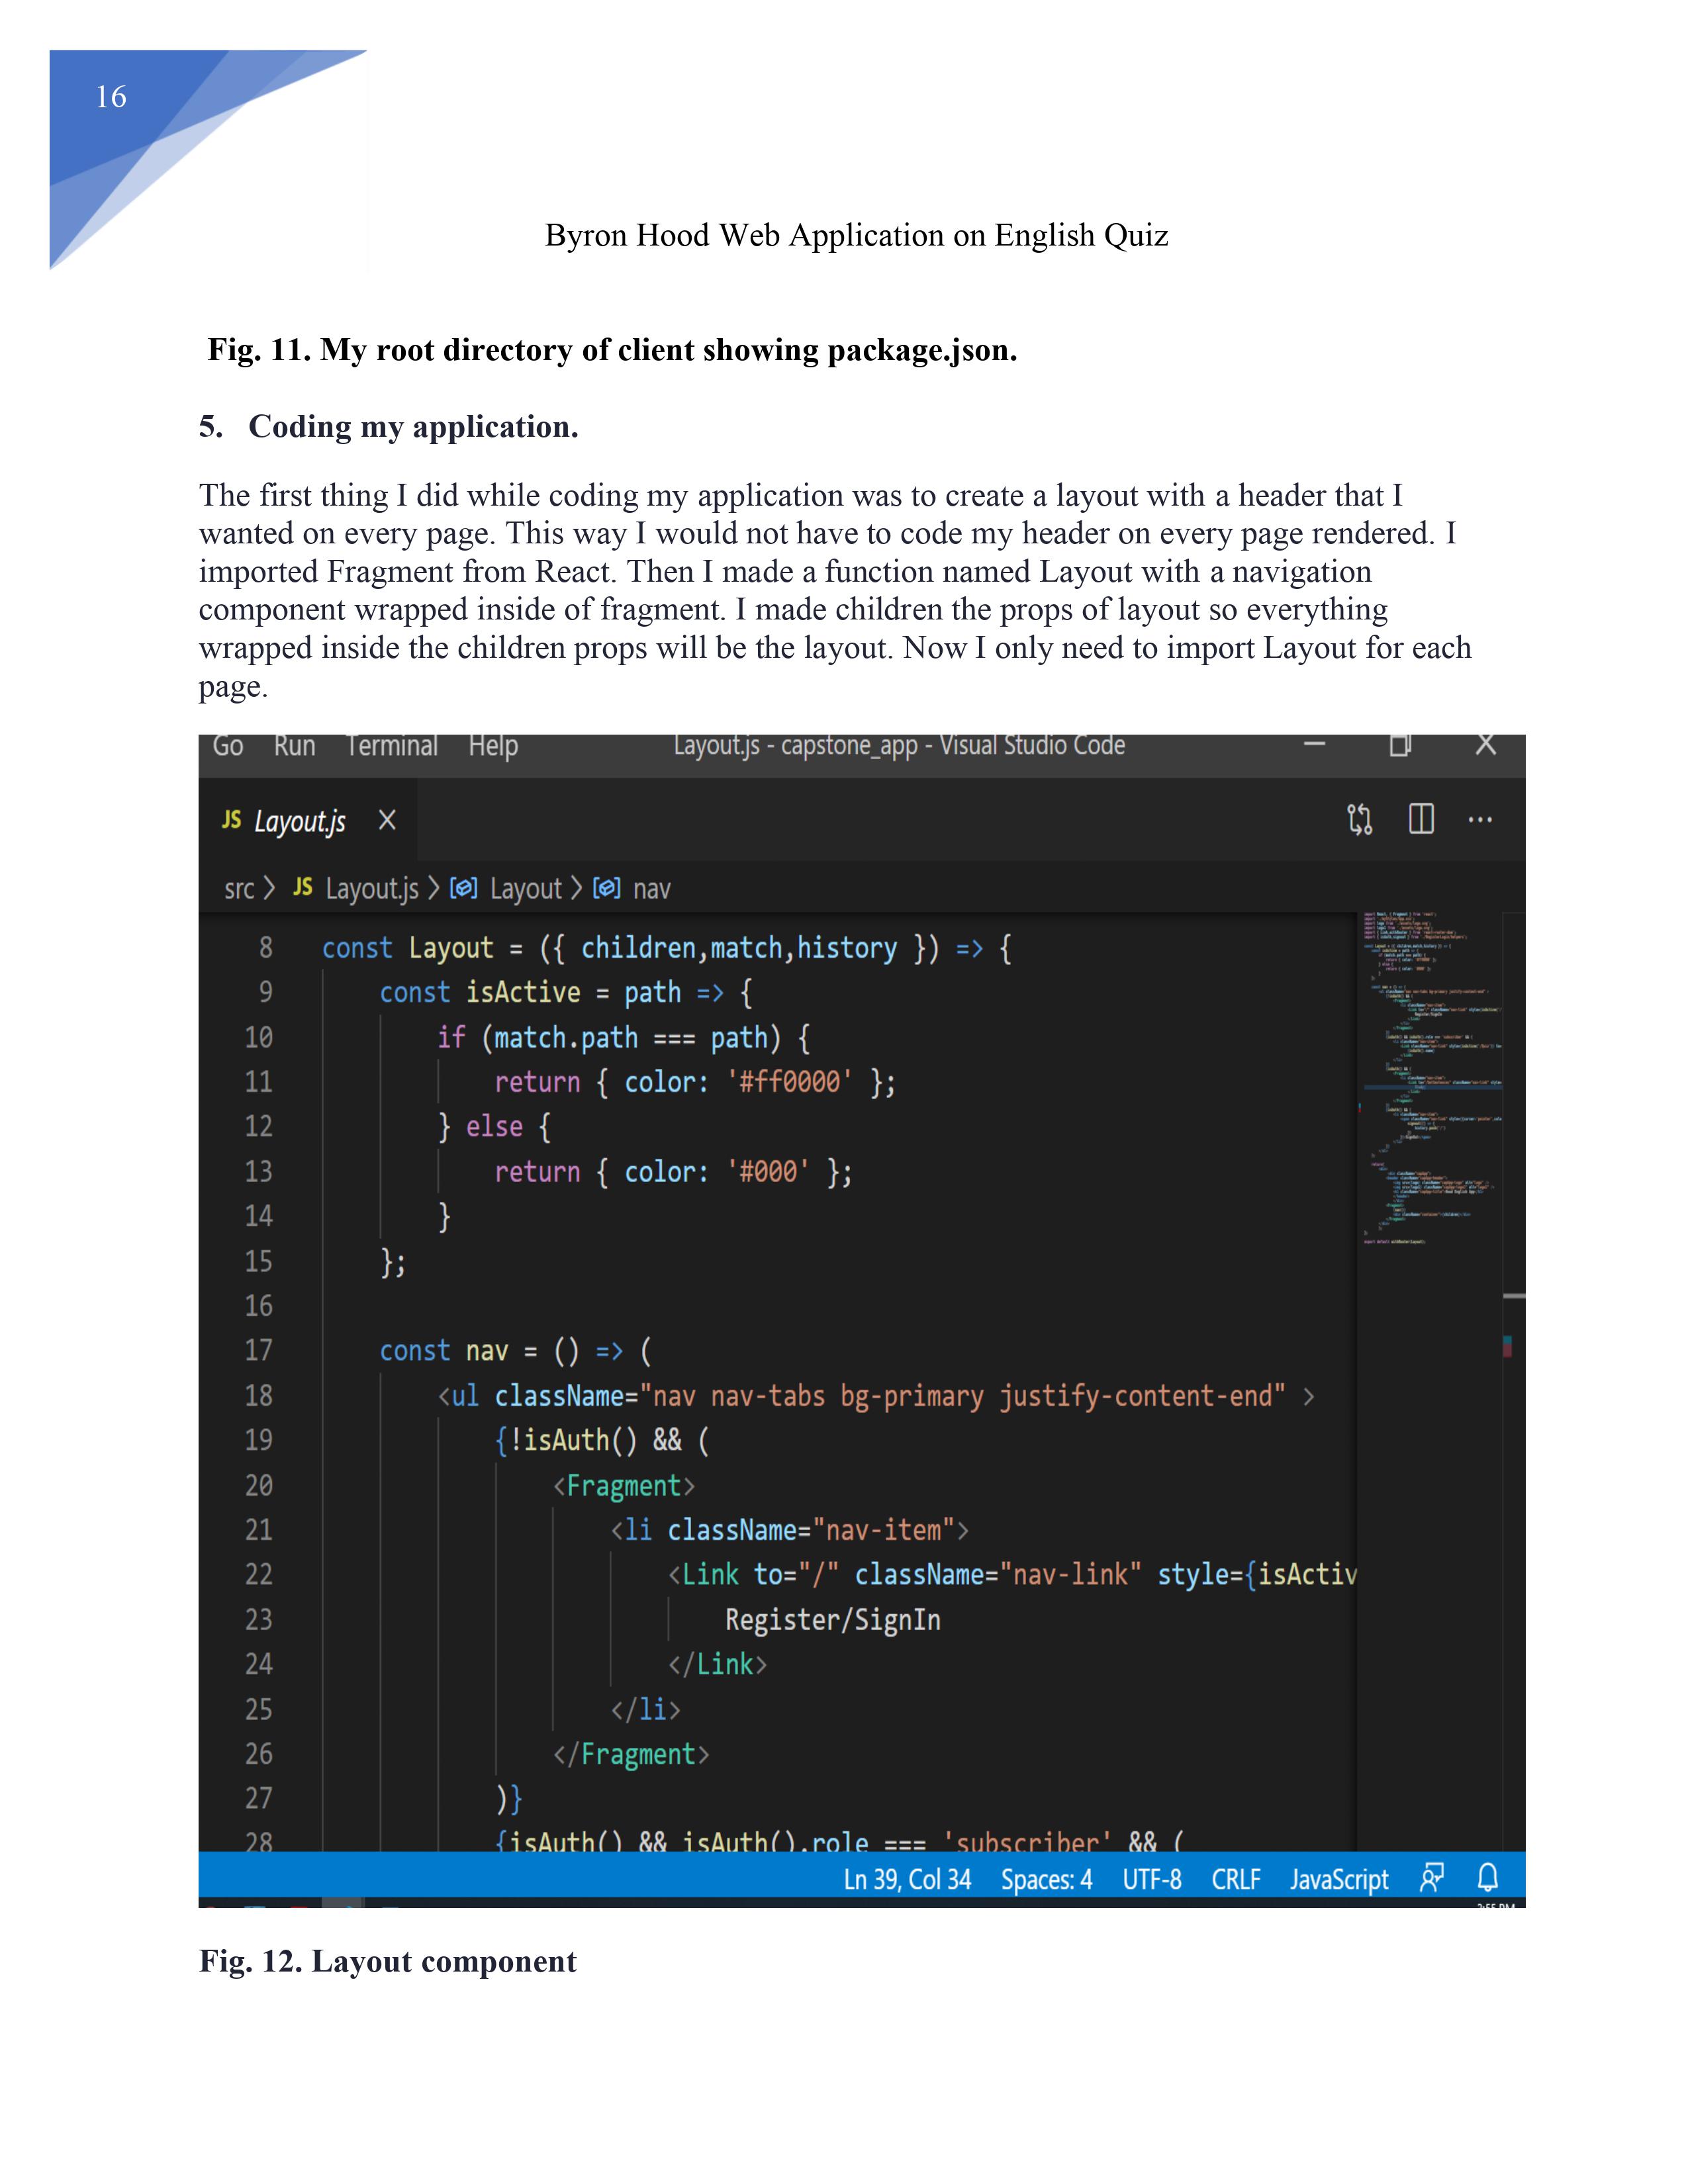 16
Byron Hood Web Application on English Quiz
Fig. 11. My root directory of client showing package.json.
5. Coding my application.
The first thing I did while coding my application was to create a layout with a header that I
wanted on every page. This way I would not have to code my header on every page rendered. I
imported Fragment from React. Then I made a function named Layout with a navigation
component wrapped inside of fragment. I made children the props of layout so everything
wrapped inside the children props will be the layout. Now I only need to import Layout for each
page.
Go Run Terminal Help Layout.js - capstone_app - Visual Studio Code
JS Layout.js
src > JS Layout.js > Layout > nav
8 const Layout = ({ children,match,history }) => {
9 const isActive = path => {
10 if (match.path === path) {
11 return { color: '#ff0000' };
12 } else {
13 return { color: '#000' };
14 }
15 };
16
17 const nav = () => (
18 <ul className="nav nav-tabs bg-primary justify-content-end" >
19 {!isAuth() && (
20 <Fragment>
21 <li className="nav-item">
22 <Link to="/" className="nav-link" style={isActiv
23 Register/SignIn
24 </Link>
25 </li>
26 </Fragment>
27 )}
28 {isAuth() && isAuth().role === 'subscriber' && (
Ln 39, Col 34 Spaces: 4 UTF-8 CRLF JavaScript
Fig. 12. Layout component